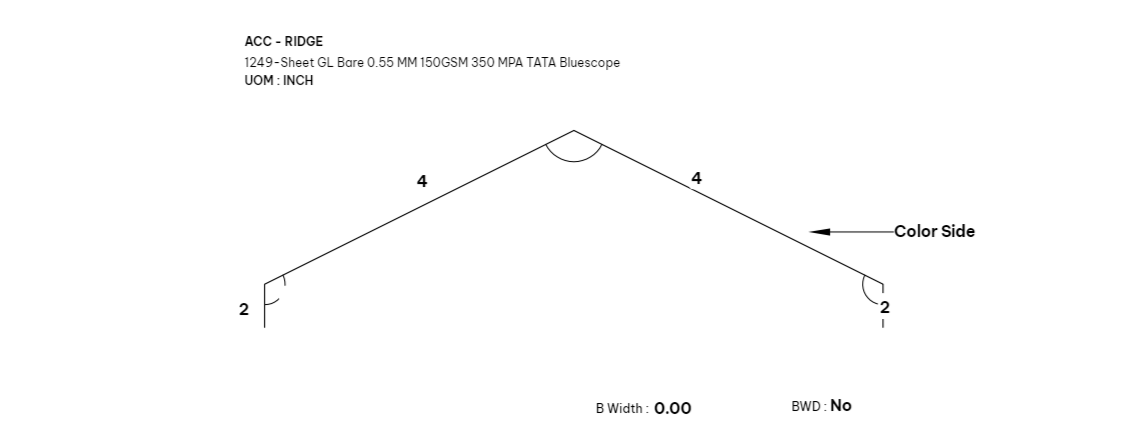 ACC - RIDGE
1249-Sheet GL Bare 0.55 MM 150GSM 350 MPA TATA Bluescope
UOM : INCH
4
4
Color Side
2
2
B Width : 0.00
BWD : No